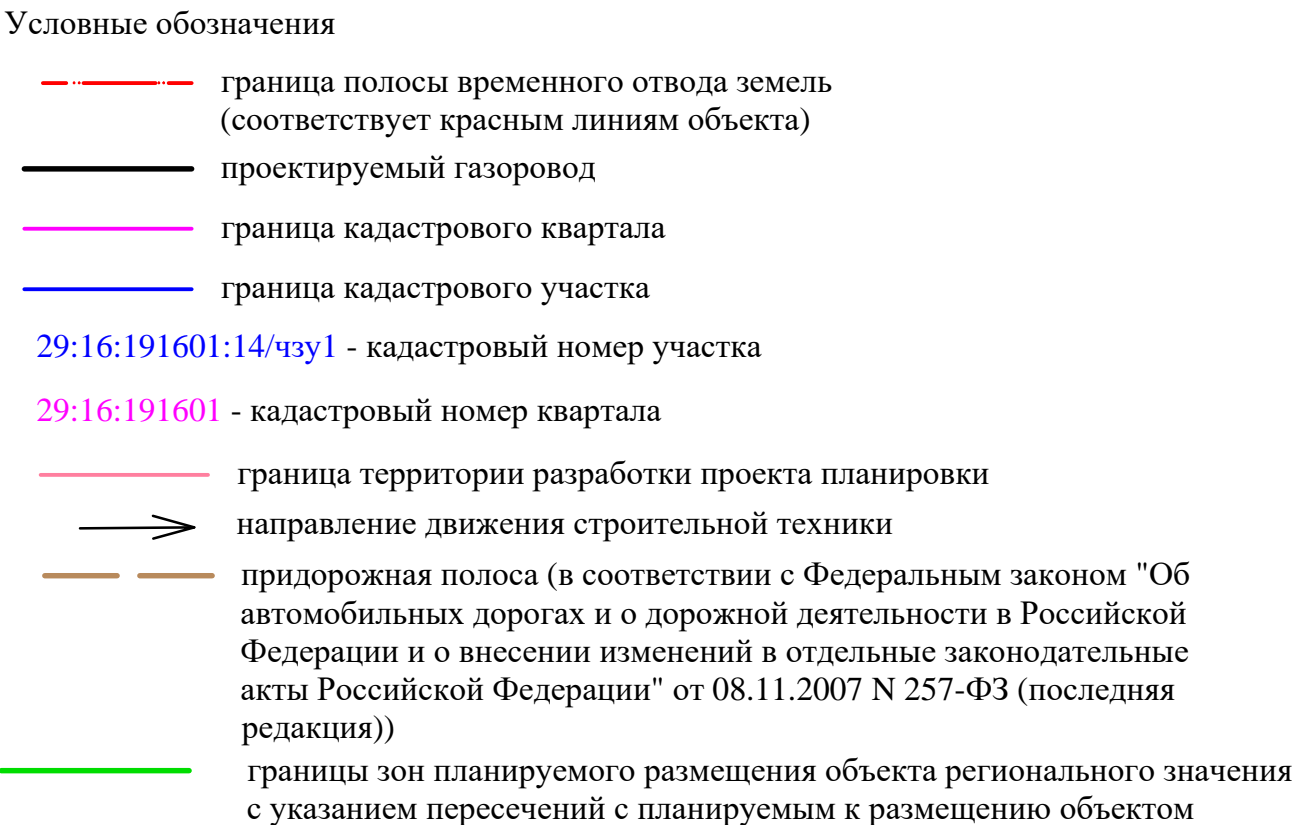 Условные обозначения
граница полосы временного отвода земель
(соответствует красным линиям объекта)
проектируемый газоровод
граница кадастрового квартала
граница кадастрового участка
29:16:191601:14/чзу1 - кадастровый номер участка
29:16:191601 - кадастровый номер квартала
граница территории разработки проекта планировки
направление движения строительной техники
придорожная полоса (в соответствии с Федеральным законом "Об
автомобильных дорогах и о дорожной деятельности в Российской
Федерации и о внесении изменений в отдельные законодательные
акты Российской Федерации" от 08.11.2007 N 257-ФЗ (последняя
редакция))
границы зон планируемого размещения объекта регионального значения
с указанием пересечений с планируемым к размещению объектом